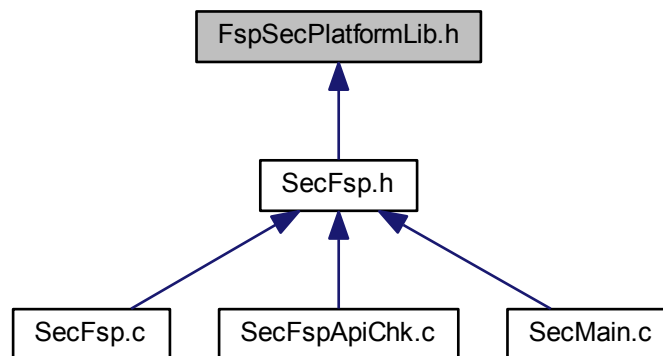 FspSecPlatformLib.h
SecFsp.h
SecFsp.c
SecFspApiChk.c
SecMain.c